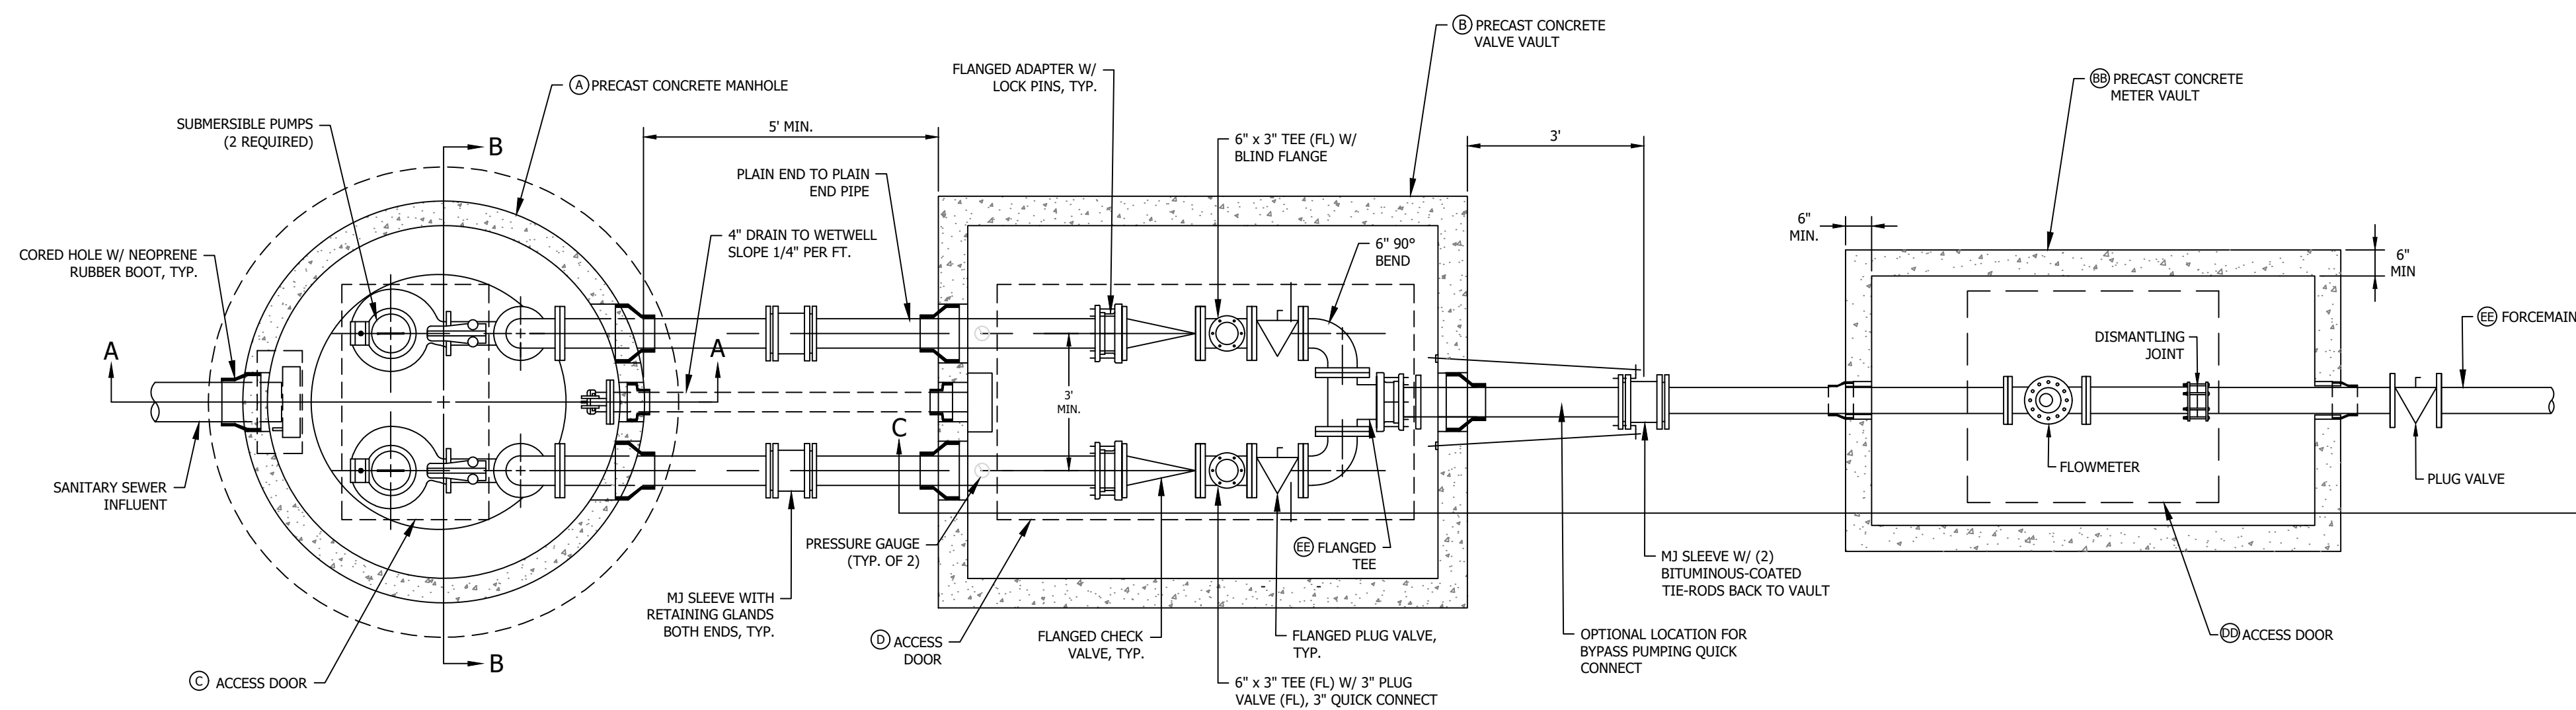 B PRECAST CONCRETE
VALVE VAULT
FLANGED ADAPTER W/
LOCK PINS, TYP.
A PRECAST CONCRETE MANHOLE
BB PRECAST CONCRETE
METER VAULT
SUBMERSIBLE PUMPS
(2 REQUIRED)
B
5' MIN.
6" x 3" TEE (FL) W/
BLIND FLANGE
3'
PLAIN END TO PLAIN
END PIPE
6"
MIN.
4" DRAIN TO WETWELL
SLOPE 1/4" PER FT.
6" 90°
BEND
CORED HOLE W/ NEOPRENE
RUBBER BOOT, TYP.
6"
MIN
EE FORCEMAIN
DISMANTLING
JOINT
A
A
3'
MIN.
C
FLOWMETER
PLUG VALVE
SANITARY SEWER
INFLUENT
PRESSURE GAUGE
(TYP. OF 2)
EE FLANGED
TEE
MJ SLEEVE W/ (2)
BITUMINOUS-COATED
TIE-RODS BACK TO VAULT
MJ SLEEVE WITH
RETAINING GLANDS
BOTH ENDS, TYP.
D ACCESS
DOOR
FLANGED CHECK
VALVE, TYP.
FLANGED PLUG VALVE,
TYP.
OPTIONAL LOCATION FOR
BYPASS PUMPING QUICK
CONNECT
DD ACCESS DOOR
B
C ACCESS DOOR
6" x 3" TEE (FL) W/ 3" PLUG
VALVE (FL), 3" QUICK CONNECT